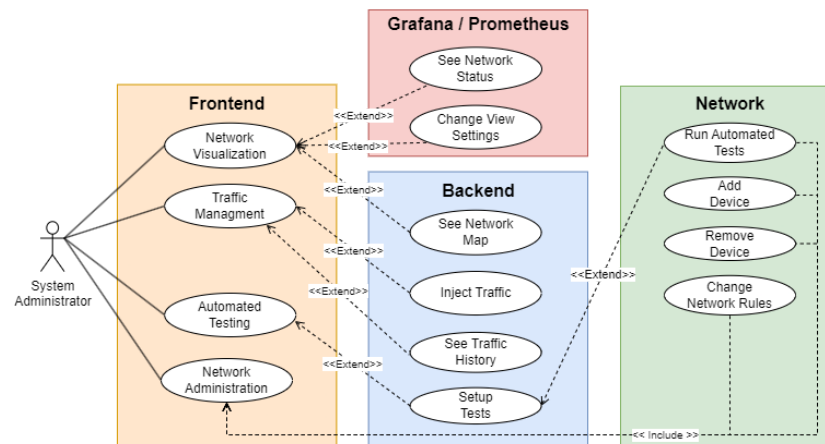 Grafana / Prometheus
See Network
Status
Change View
Settings
Frontend
Network
Visualization
Traffic
Managment
Automated
Testing
Network
Administration
System
Administrator
Backend
See Network
Map
Inject Traffic
See Traffic
History
Setup
Tests
Network
Run Automated
Tests
Add
Device
Remove
Device
Change
Network Rules
<<Extend>>
<<Extend>>
<<Extend>>
<<Extend>>
<<Extend>>
<<Extend>>
<<Extend>>
<< Include >>